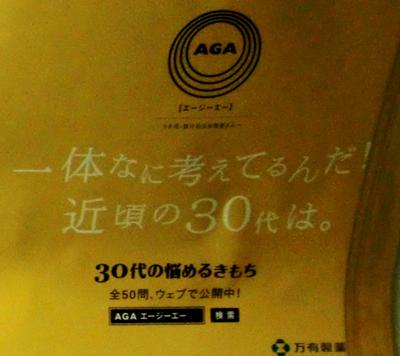 AGA
［エージーエー］
一体なに考えてるんだ！
近頃の30代は。
30代の悩めるきもち
全50問、ウェブで公開中！
AGA エージーエー 検索
万有製薬